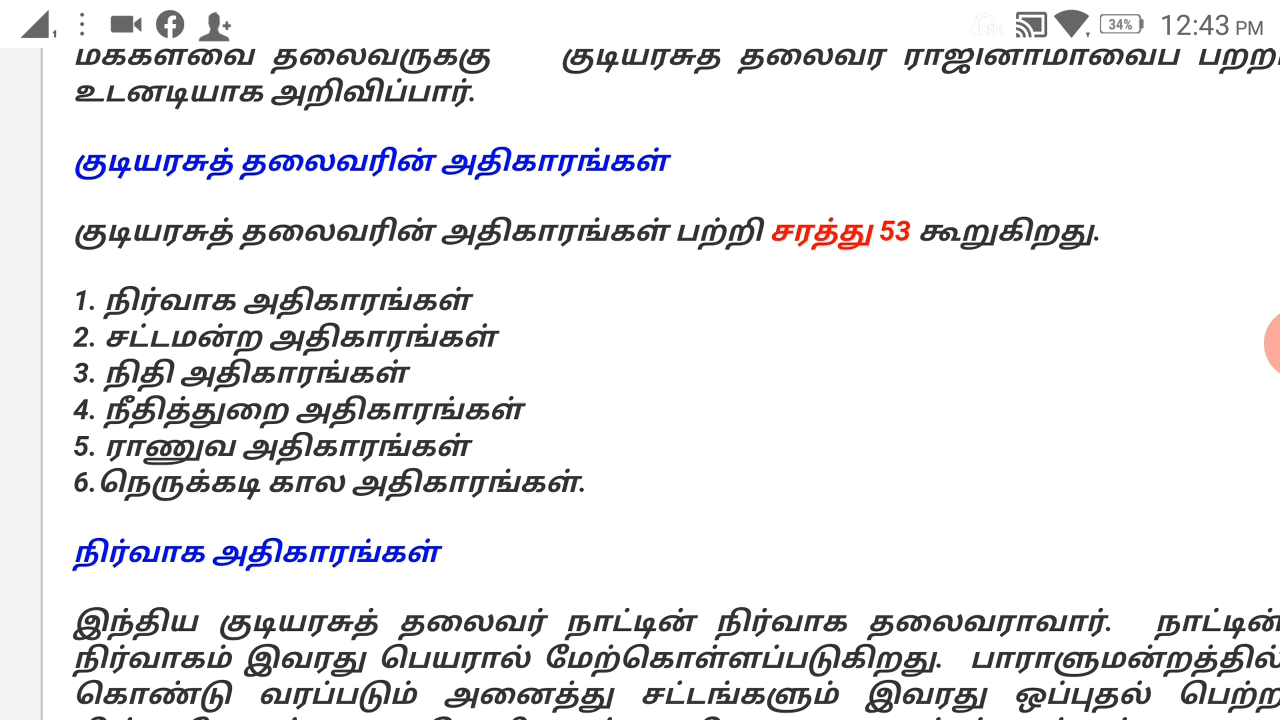 34%
12:43 PM
மக்களவை தலைவருக்கு குடியரசுத் தலைவர் ராஜினாமாவைப்
உடனடியாக அறிவிப்பார்.
குடியரசுத் தலைவரின் அதிகாரங்கள்
குடியரசுத் தலைவரின் அதிகாரங்கள் பற்றி சரத்து 53 கூறுகிறது.
1. நிர்வாக அதிகாரங்கள்
2. சட்டமன்ற அதிகாரங்கள்
3. நிதி அதிகாரங்கள்
4. நீதித்துறை அதிகாரங்கள்
5. ராணுவ அதிகாரங்கள்
6.நெருக்கடி கால அதிகாரங்கள்.
நிர்வாக அதிகாரங்கள்
இந்திய குடியரசுத் தலைவர் நாட்டின் நிர்வாக தலைவராவார். நாட்டின்
நிர்வாகம் இவரது பெயரால் மேற்கொள்ளப்படுகிறது. பாராளுமன்றத்தில்
கொண்டு வரப்படும் அனைத்து சட்டங்களும் இவரது ஒப்புதல் பெற்ற